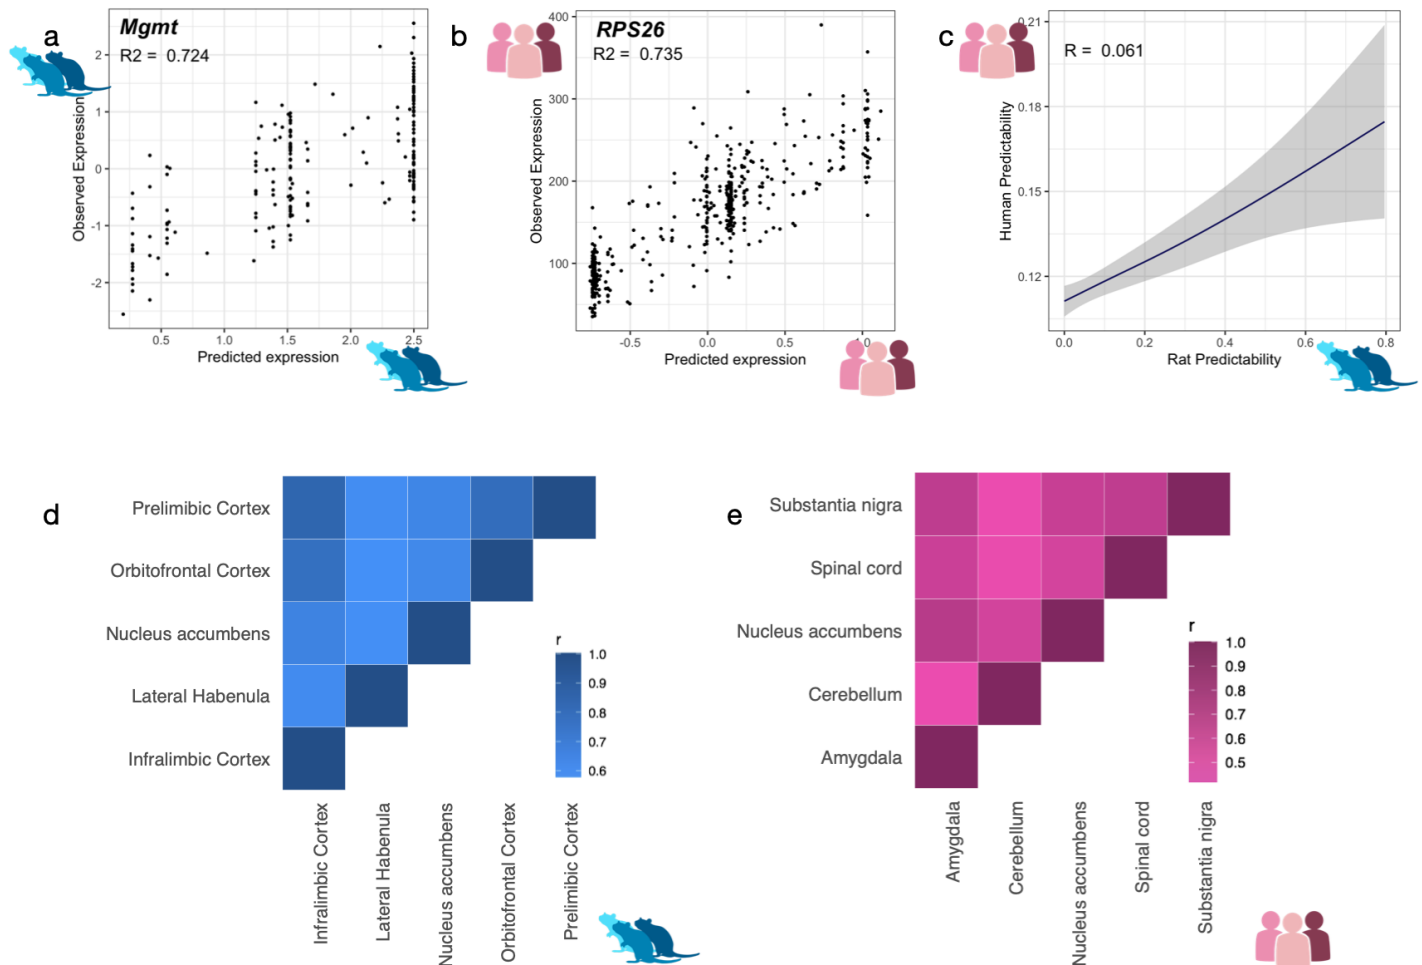 a
Mgmt
R2 = 0.724
Observed Expression
2
1
0
-1
-2
0.5 1.0 1.5 2.0 2.5
Predicted expression
b
RPS26
R2 = 0.735
Observed Expression
400
300
200
100
-0.5 0.0 0.5 1.0
Predicted expression
c
R = 0.061
Human Predictability
0.21
0.18
0.15
0.12
0.0 0.2 0.4 0.6 0.8
Rat Predictability
d
Prelimibic Cortex
Orbitofrontal Cortex
Nucleus accumbens
Lateral Habenula
Infralimbic Cortex
Infralimbic Cortex
Lateral Habenula
Nucleus accumbens
Orbitofrontal Cortex
Prelimibic Cortex
r
1.0
0.9
0.8
0.7
0.6
e
Substantia nigra
Spinal cord
Nucleus accumbens
Cerebellum
Amygdala
Amygdala
Cerebellum
Nucleus accumbens
Spinal cord
Substantia nigra
r
1.0
0.9
0.8
0.7
0.6
0.5